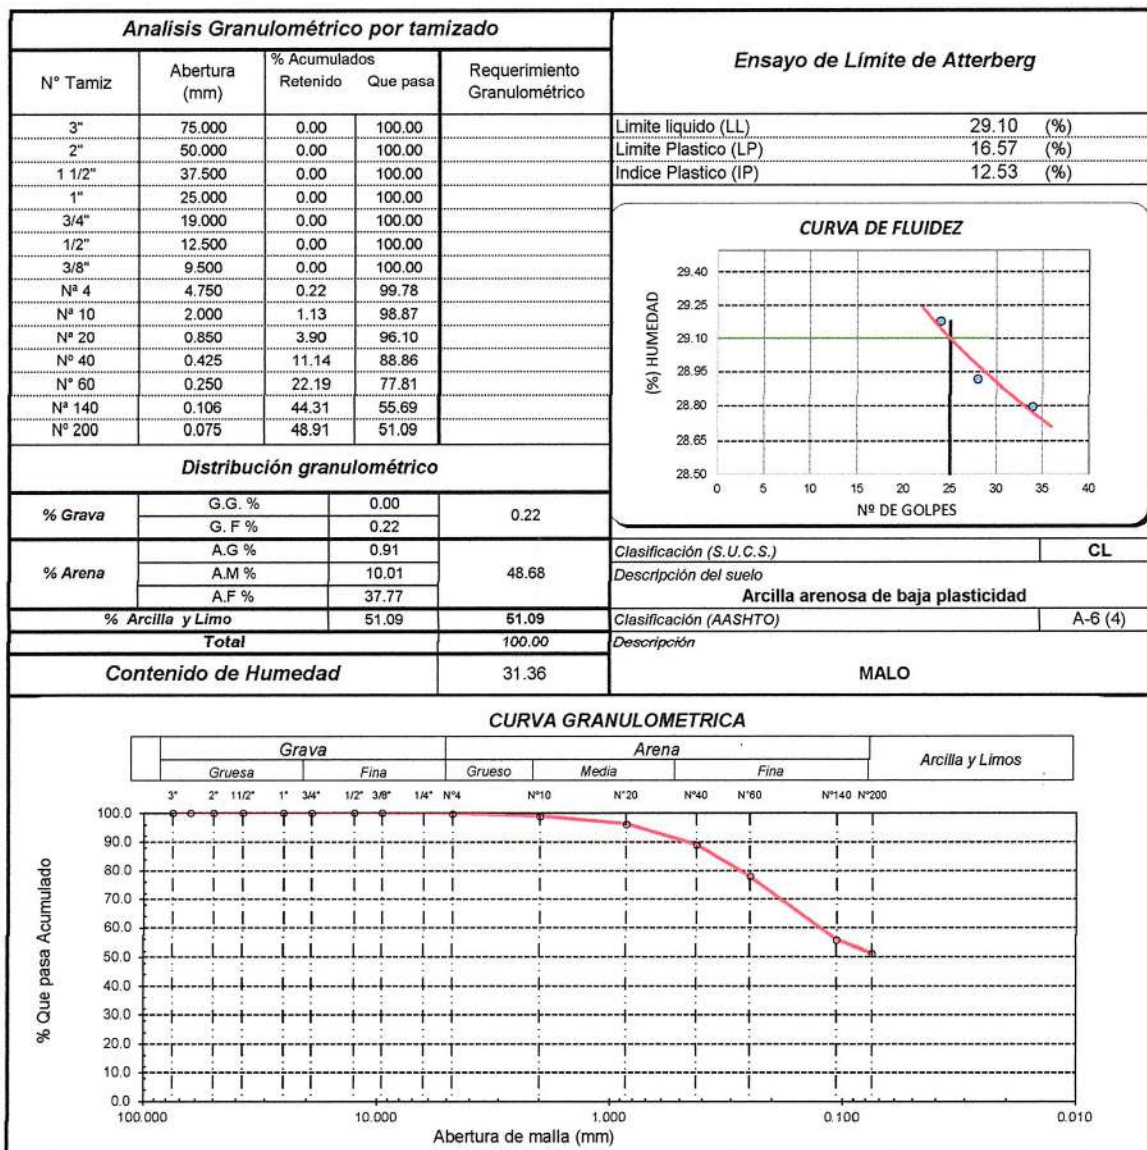 Analisis Granulométrico por tamizado
N° Tamiz
Abertura (mm)
% Acumulados
Retenido Que pasa
Requerimiento Granulométrico
3" 75.000 0.00 100.00
2" 50.000 0.00 100.00
1 1/2" 37.500 0.00 100.00
1" 25.000 0.00 100.00
3/4" 19.000 0.00 100.00
1/2" 12.500 0.00 100.00
3/8" 9.500 0.00 100.00
Nª 4 4.750 0.22 99.78
Nª 10 2.000 1.13 98.87
Nª 20 0.850 3.90 96.10
Nº 40 0.425 11.14 88.86
N° 60 0.250 22.19 77.81
Nª 140 0.106 44.31 55.69
Nº 200 0.075 48.91 51.09
Distribución granulométrico
% Grava
G.G. % 0.00
G. F % 0.22
0.22
% Arena
A.G % 0.91
A.M % 10.01
A.F % 37.77
48.68
% Arcilla y Limo 51.09 51.09
Total 100.00
Contenido de Humedad 31.36
Ensayo de Límite de Atterberg
Limite liquido (LL) 29.10 (%)
Limite Plastico (LP) 16.57 (%)
Indice Plastico (IP) 12.53 (%)
CURVA DE FLUIDEZ
(%) HUMEDAD
29.40
29.25
29.10
28.95
28.80
28.65
28.50
0 5 10 15 20 25 30 35 40
Nº DE GOLPES
Clasificación (S.U.C.S.) CL
Descripción del suelo
Arcilla arenosa de baja plasticidad
Clasificación (AASHTO) A-6 (4)
Descripción
MALO
CURVA GRANULOMETRICA
Grava Arena Arcilla y Limos
Gruesa Fina Grueso Media Fina
3" 2" 11/2" 1" 3/4" 1/2" 3/8" 1/4" N°4 N°10 N°20 N°40 N°60 N°140 N°200
% Que pasa Acumulado
100.0
90.0
80.0
70.0
60.0
50.0
40.0
30.0
20.0
10.0
0.0
100.000 10.000 1.000 0.100 0.010
Abertura de malla (mm)